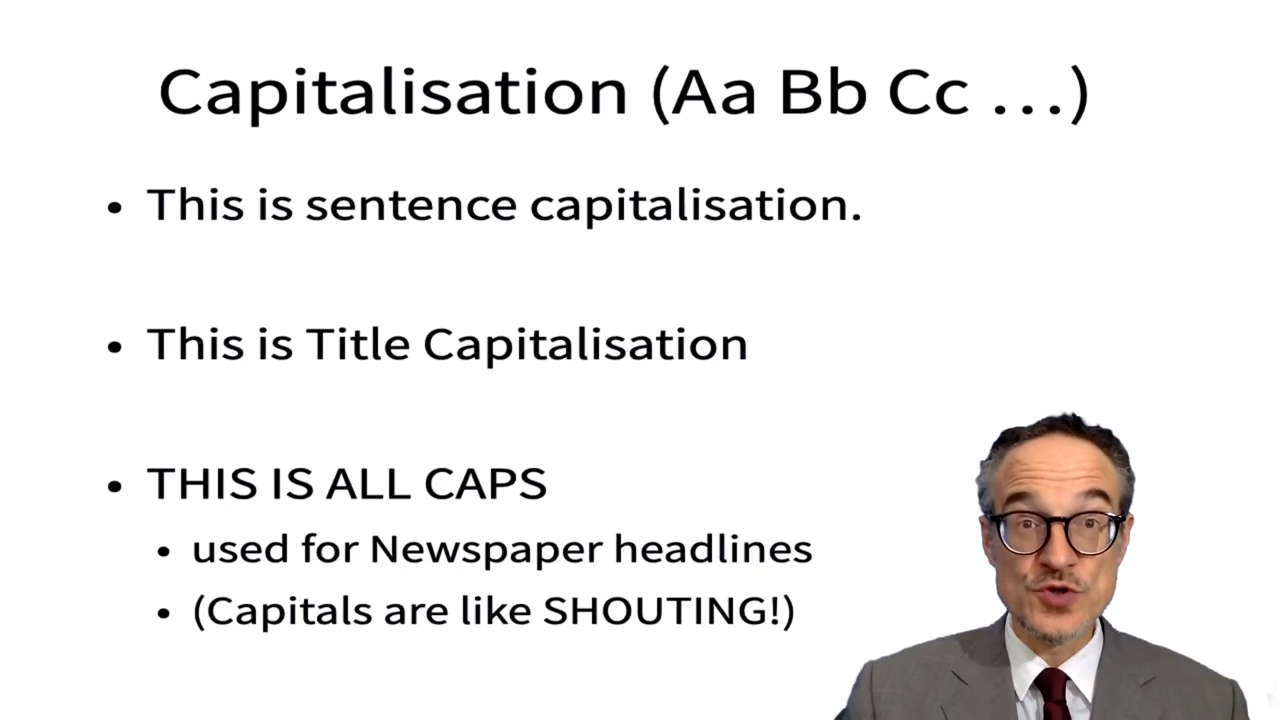 Capitalisation (Aa Bb Cc …)
• This is sentence capitalisation.
• This is Title Capitalisation
• THIS IS ALL CAPS
• used for Newspaper headlines
• (Capitals are like SHOUTING!)